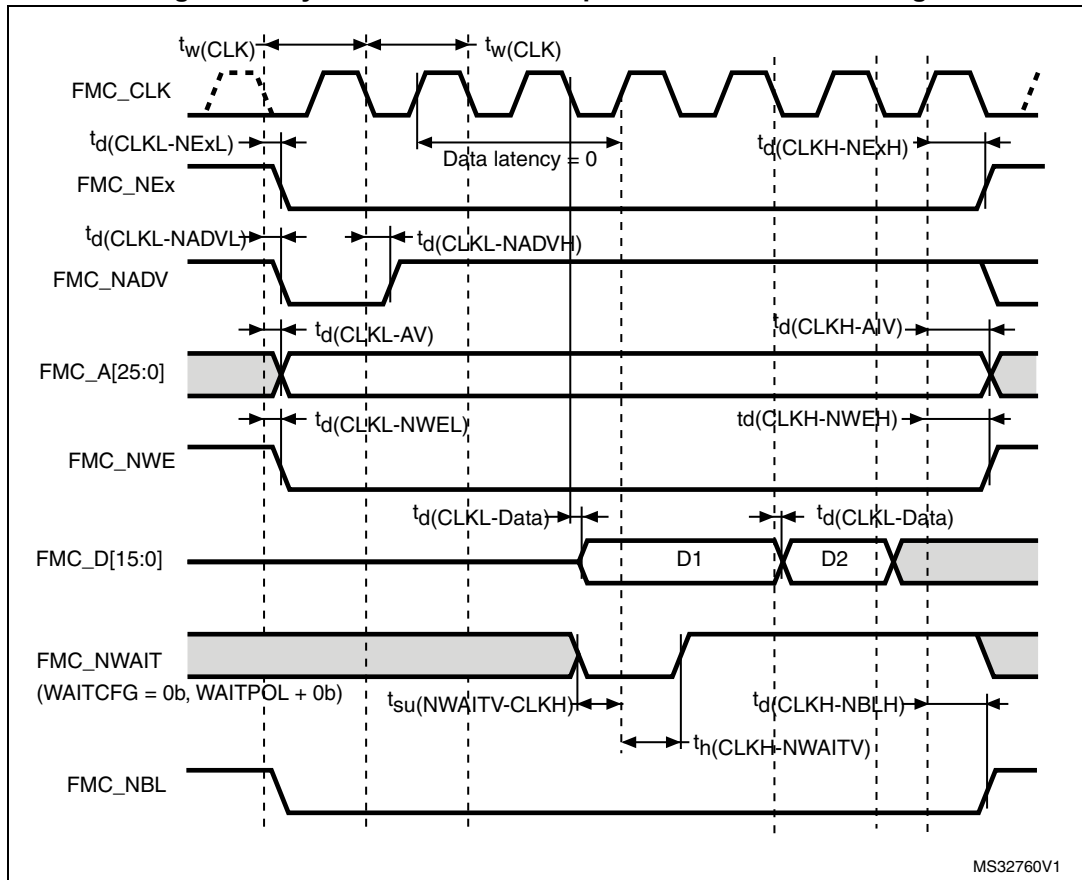 tw(CLK) tw(CLK)
FMC_CLK
td(CLKL-NExL) Data latency = 0 td(CLKH-NExH)
FMC_NEx
td(CLKL-NADVL) td(CLKL-NADVH)
FMC_NADV
td(CLKL-AV) td(CLKH-AIV)
FMC_A[25:0]
td(CLKL-NWEL) td(CLKH-NWEH)
FMC_NWE
td(CLKL-Data) td(CLKL-Data)
FMC_D[15:0] D1 D2
FMC_NWAIT
(WAITCFG = 0b, WAITPOL + 0b)
tsu(NWAITV-CLKH) td(CLKH-NBLH)
th(CLKH-NWAITV)
FMC_NBL
MS32760V1